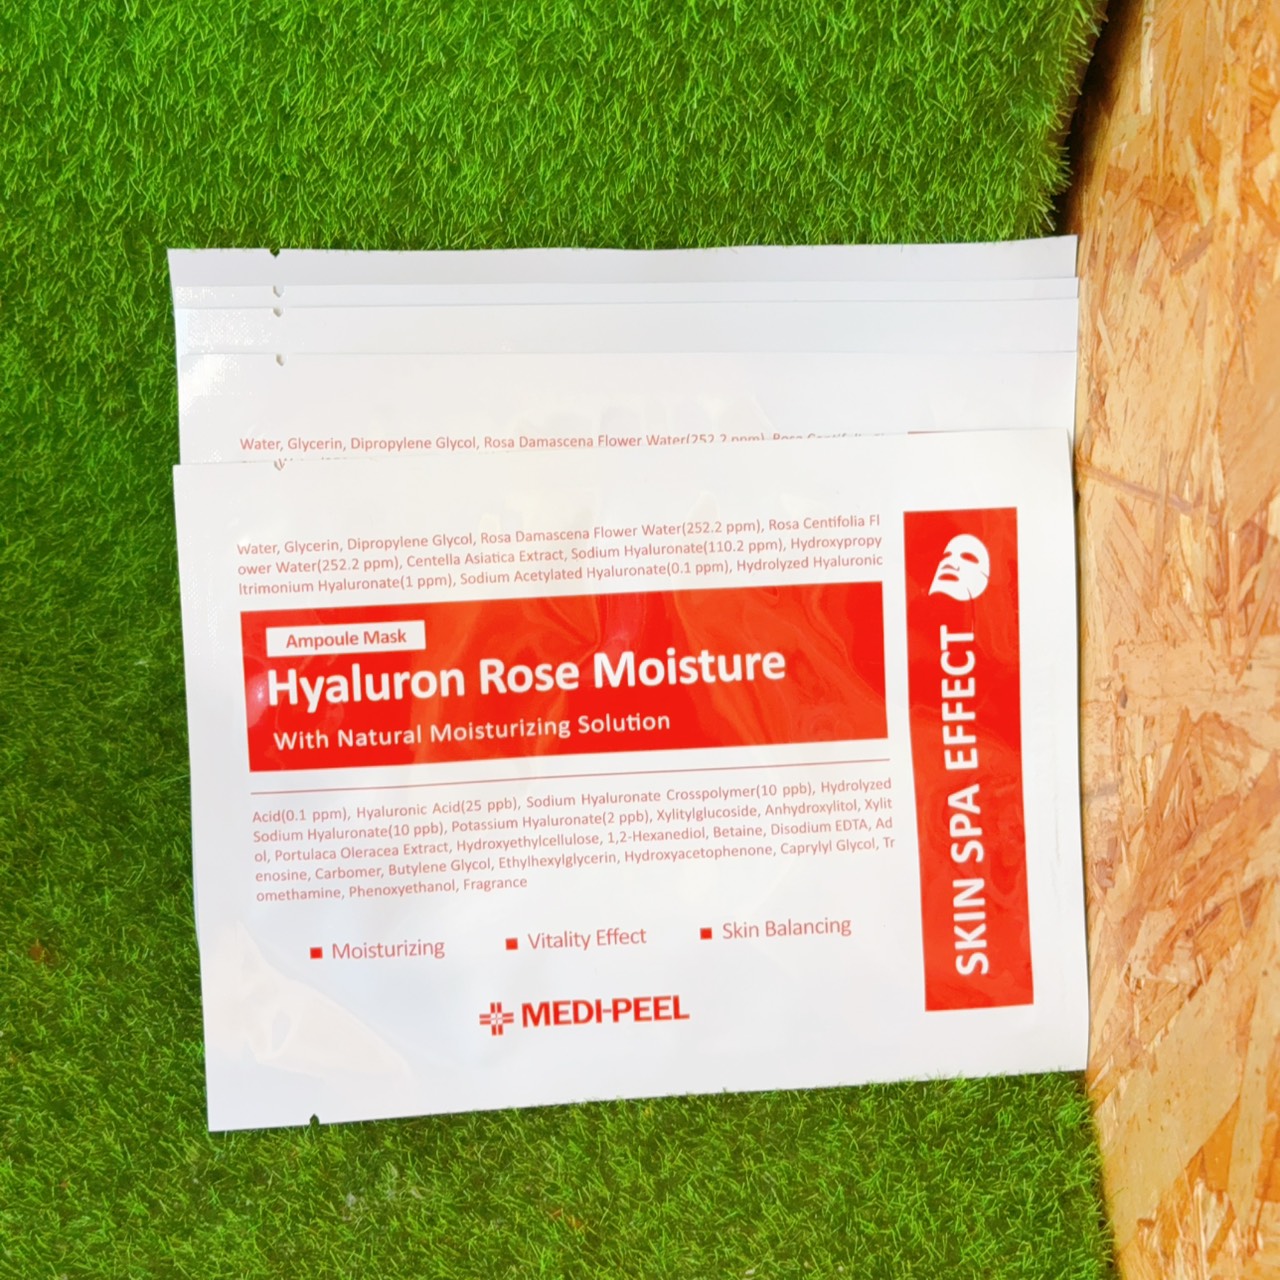 Water, Glycerin, Dipropylene Glycol, Rosa Damascena Flower Water(252.2 ppm),
Water, Glycerin, Dipropylene Glycol, Rosa Damascena Flower Water(252.2 ppm), Rosa Centifolia Fl
ower Water(252.2 ppm), Centella Asiatica Extract, Sodium Hyaluronate(110.2 ppm), Hydroxypropy
ltrimonium Hyaluronate(1 ppm), Sodium Acetylated Hyaluronate(0.1 ppm), Hydrolyzed Hyaluronic
Ampoule Mask
Hyaluron Rose Moisture
With Natural Moisturizing Solution
Acid(0.1 ppm), Hyaluronic Acid(25 ppb), Sodium Hyaluronate Crosspolymer(10 ppb), Hydrolyzed
Sodium Hyaluronate(10 ppb), Potassium Hyaluronate(2 ppb), Xylitylglucoside, Anhydroxylitol, Xylit
ol, Portulaca Oleracea Extract, Hydroxyethylcellulose, 1,2-Hexanediol, Betaine, Disodium EDTA, Ad
enosine, Carbomer, Butylene Glycol, Ethylhexylglycerin, Hydroxyacetophenone, Caprylyl Glycol, Tr
omethamine, Phenoxyethanol, Fragrance
Moisturizing
Vitality Effect
Skin Balancing
MEDI-PEEL
SKIN SPA EFFECT